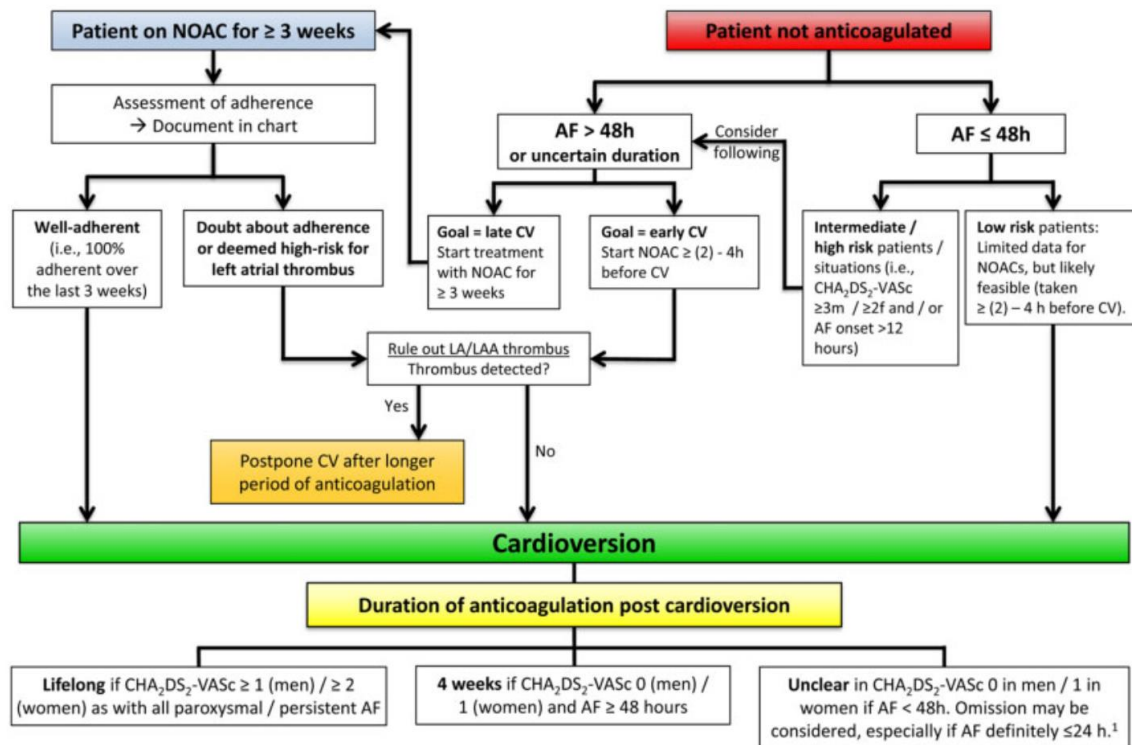 Patient on NOAC for ≥ 3 weeks
Patient not anticoagulated
Assessment of adherence
→ Document in chart
AF > 48h
or uncertain duration
Consider
following
AF ≤ 48h
Well-adherent
(i.e., 100%
adherent over
the last 3 weeks)
Doubt about adherence
or deemed high-risk for
left atrial thrombus
Goal = late CV
Start treatment
with NOAC for
≥ 3 weeks
Goal = early CV
Start NOAC ≥ (2) - 4h
before CV
Intermediate /
high risk patients /
situations (i.e.,
CHA₂DS₂-VASc
≥3m / ≥2f and / or
AF onset >12
hours)
Low risk patients:
Limited data for
NOACs, but likely
feasible (taken
≥ (2) – 4 h before CV).
Rule out LA/LAA thrombus
Thrombus detected?
Yes
No
Postpone CV after longer
period of anticoagulation
Cardioversion
Duration of anticoagulation post cardioversion
Lifelong if CHA₂DS₂-VASc ≥ 1 (men) / ≥ 2
(women) as with all paroxysmal / persistent AF
4 weeks if CHA₂DS₂-VASc 0 (men) /
1 (women) and AF ≥ 48 hours
Unclear in CHA₂DS₂-VASc 0 in men / 1 in
women if AF < 48h. Omission may be
considered, especially if AF definitely ≤24 h.¹